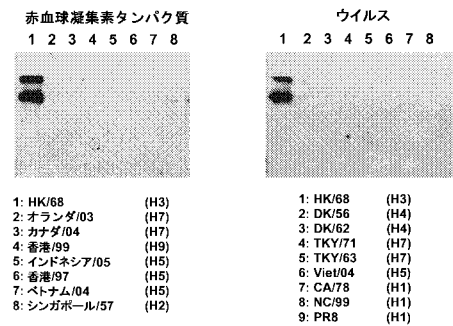 赤血球凝集素タンパク質
1 2 3 4 5 6 7 8
1: HK/68 (H3)
2: オランダ/03 (H7)
3: カナダ/04 (H7)
4: 香港/99 (H9)
5: インドネシア/05 (H5)
6: 香港/97 (H5)
7: ベトナム/04 (H5)
8: シンガポール/57 (H2)
ウイルス
1 2 3 4 5 6 7 8
1: HK/68 (H3)
2: DK/56 (H4)
3: DK/62 (H4)
4: TKY/71 (H7)
5: TKY/63 (H7)
6: Viet/04 (H5)
7: CA/78 (H1)
8: NC/99 (H1)
9: PR8 (H1)